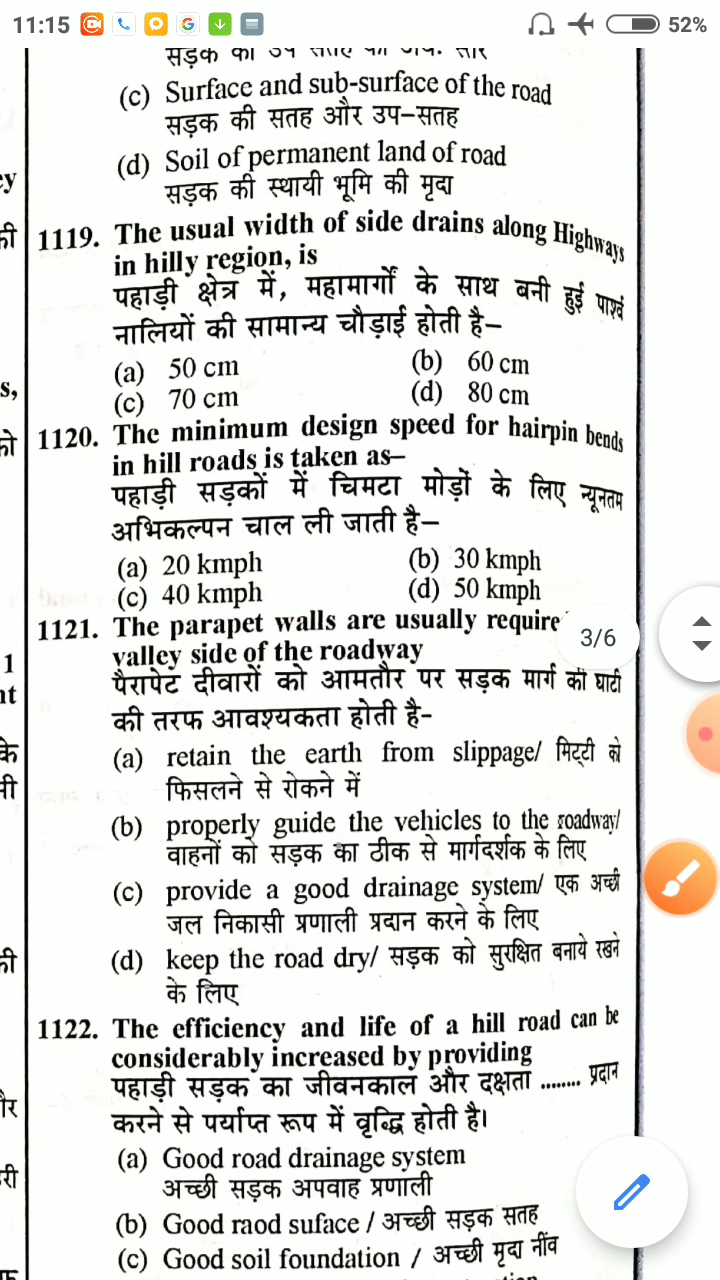 11:15
52%
(c) Surface and sub-surface of the road
सड़क की सतह और उप-सतह
(d) Soil of permanent land of road
सड़क की स्थायी भूमि की मृदा
1119. The usual width of side drains along Highways
in hilly region, is
पहाड़ी क्षेत्र में, महामार्गों के साथ बनी हुई पार्श्व
नालियों की सामान्य चौड़ाई होती है–
(a) 50 cm (b) 60 cm
(c) 70 cm (d) 80 cm
1120. The minimum design speed for hairpin bends
in hill roads is taken as–
पहाड़ी सड़कों में चिमटा मोड़ों के लिए न्यूनतम
अभिकल्पन चाल ली जाती है–
(a) 20 kmph (b) 30 kmph
(c) 40 kmph (d) 50 kmph
1121. The parapet walls are usually require
3/6
valley side of the roadway
पैरापेट दीवारों को आमतौर पर सड़क मार्ग की घाटी
की तरफ आवश्यकता होती है-
(a) retain the earth from slippage/ मिट्टी को
फिसलने से रोकने में
(b) properly guide the vehicles to the roadway/
वाहनों को सड़क का ठीक से मार्गदर्शक के लिए
(c) provide a good drainage system/ एक अच्छी
जल निकासी प्रणाली प्रदान करने के लिए
(d) keep the road dry/ सड़क को सुरक्षित बनाये रखने
के लिए
1122. The efficiency and life of a hill road can be
considerably increased by providing
पहाड़ी सड़क का जीवनकाल और दक्षता ........ प्रदान
करने से पर्याप्त रूप में वृद्धि होती है।
(a) Good road drainage system
अच्छी सड़क अपवाह प्रणाली
(b) Good raod suface / अच्छी सड़क सतह
(c) Good soil foundation / अच्छी मृदा नींव